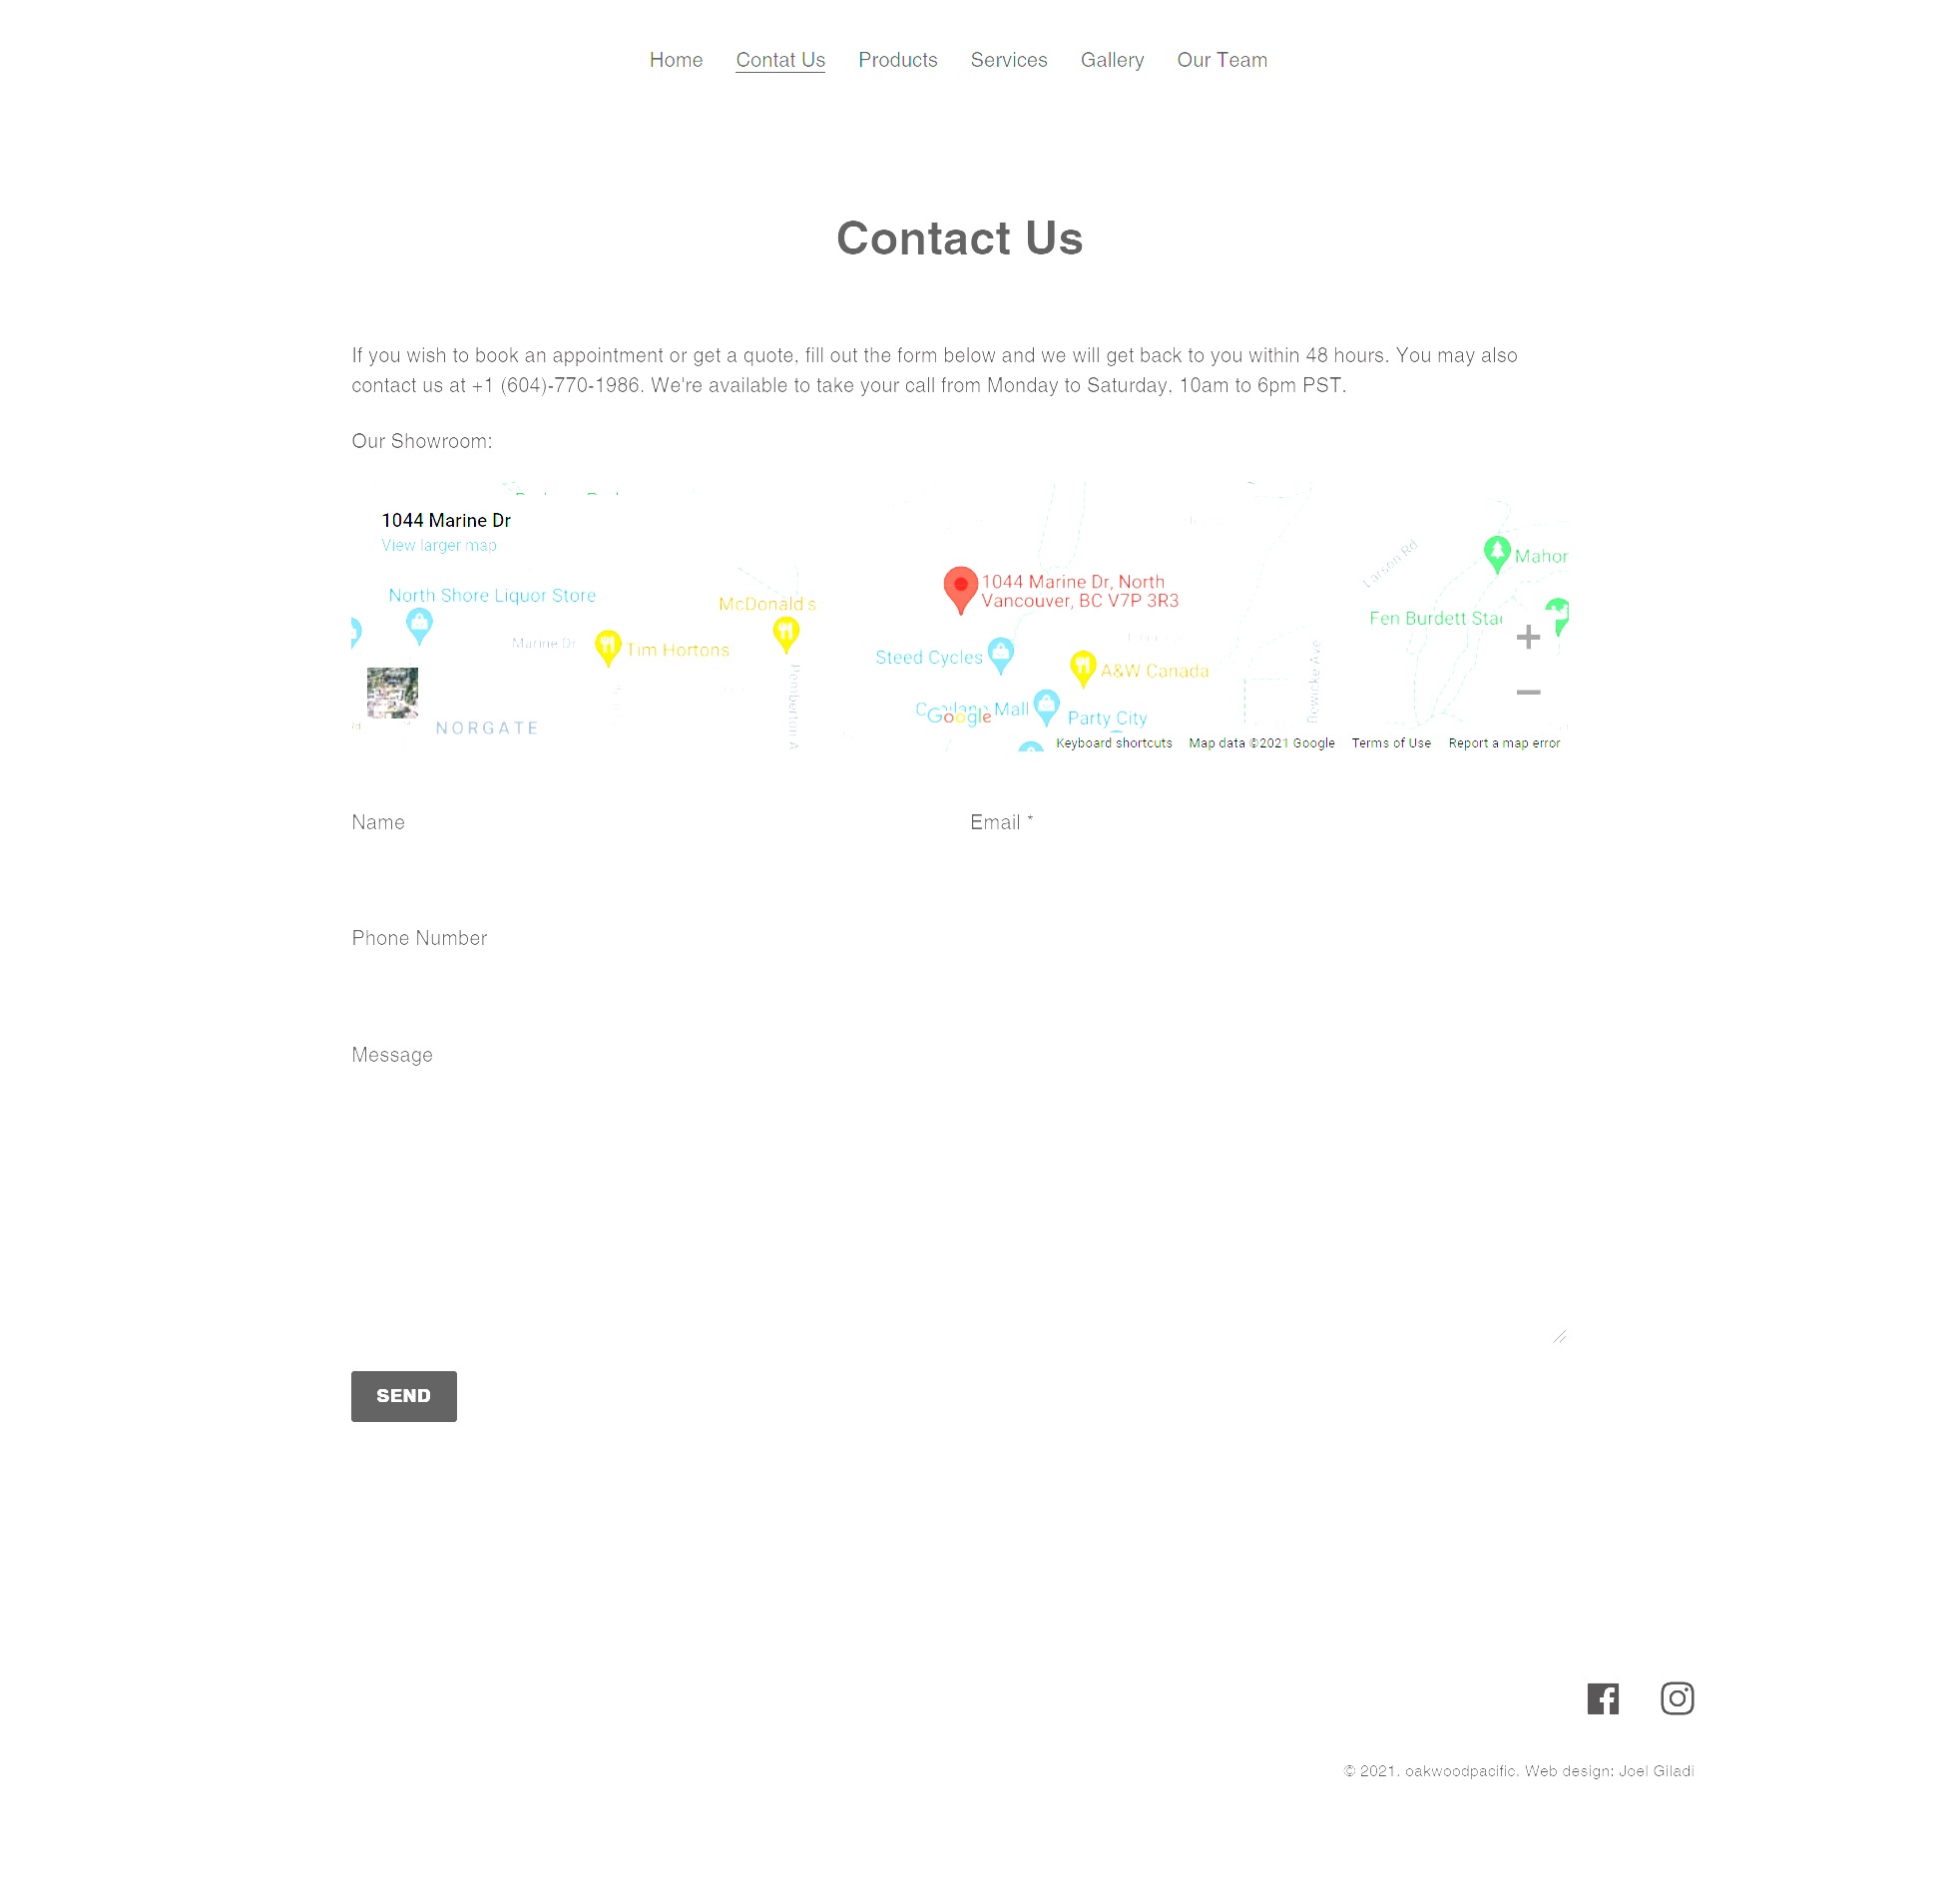 Home Contat Us Products Services Gallery Our Team
Contact Us
If you wish to book an appointment or get a quote, fill out the form below and we will get back to you within 48 hours. You may also
contact us at +1 (604)-770-1986. We're available to take your call from Monday to Saturday, 10am to 6pm PST.
Our Showroom:
1044 Marine Dr
View larger map
North Shore Liquor Store
McDonald's
Marine Dr
Tim Hortons
NORGATE
1044 Marine Dr, North
Vancouver, BC V7P 3R3
Steed Cycles
A&W Canada
Mall
Google
Party City
Larson Rd
Mahon
Fen Burdett
Bewicke Ave
Pemberton A
Keyboard shortcuts Map data ©2021 Google Terms of Use Report a map error
Name
Email *
Phone Number
Message
SEND
© 2021. oakwoodpacific. Web design: Joel Giladi